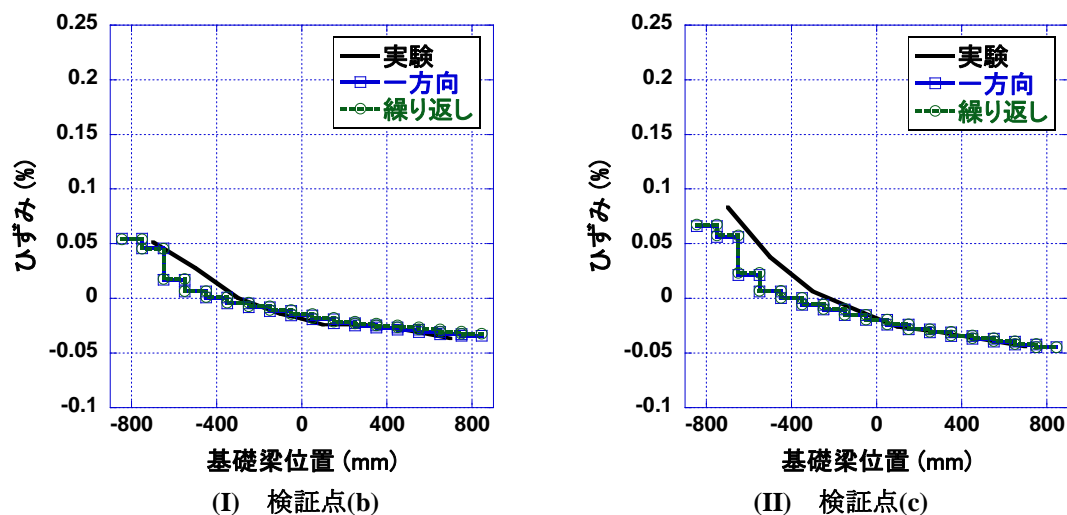 0.25
0.2
0.15
0.1
0.05
0
-0.05
-0.1
ひずみ (%)
実験
一方向
繰り返し
-800
-400
0
400
800
基礎梁位置 (mm)
(I) 検証点(b)
0.25
0.2
0.15
0.1
0.05
0
-0.05
-0.1
ひずみ (%)
実験
一方向
繰り返し
-800
-400
0
400
800
基礎梁位置 (mm)
(II) 検証点(c)